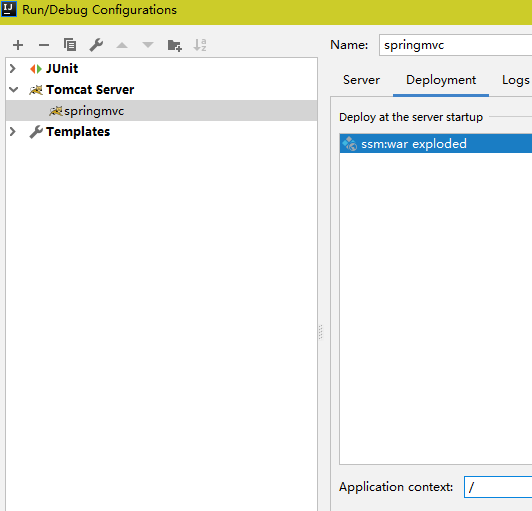 Run/Debug Configurations
JUnit
Tomcat Server
springmvc
Templates
Name: springmvc
Server Deployment Logs
Deploy at the server startup
ssm:war exploded
Application context: /